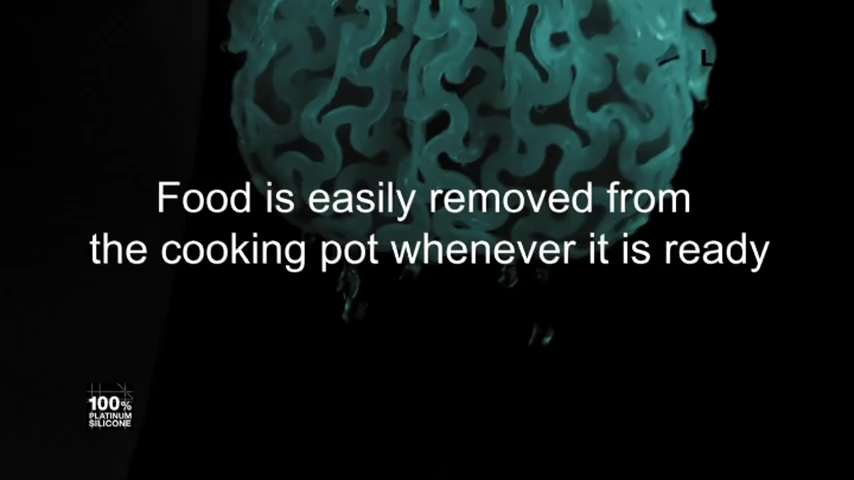 L
Food is easily removed from
the cooking pot whenever it is ready
100%
PLATINUM
SILICONE